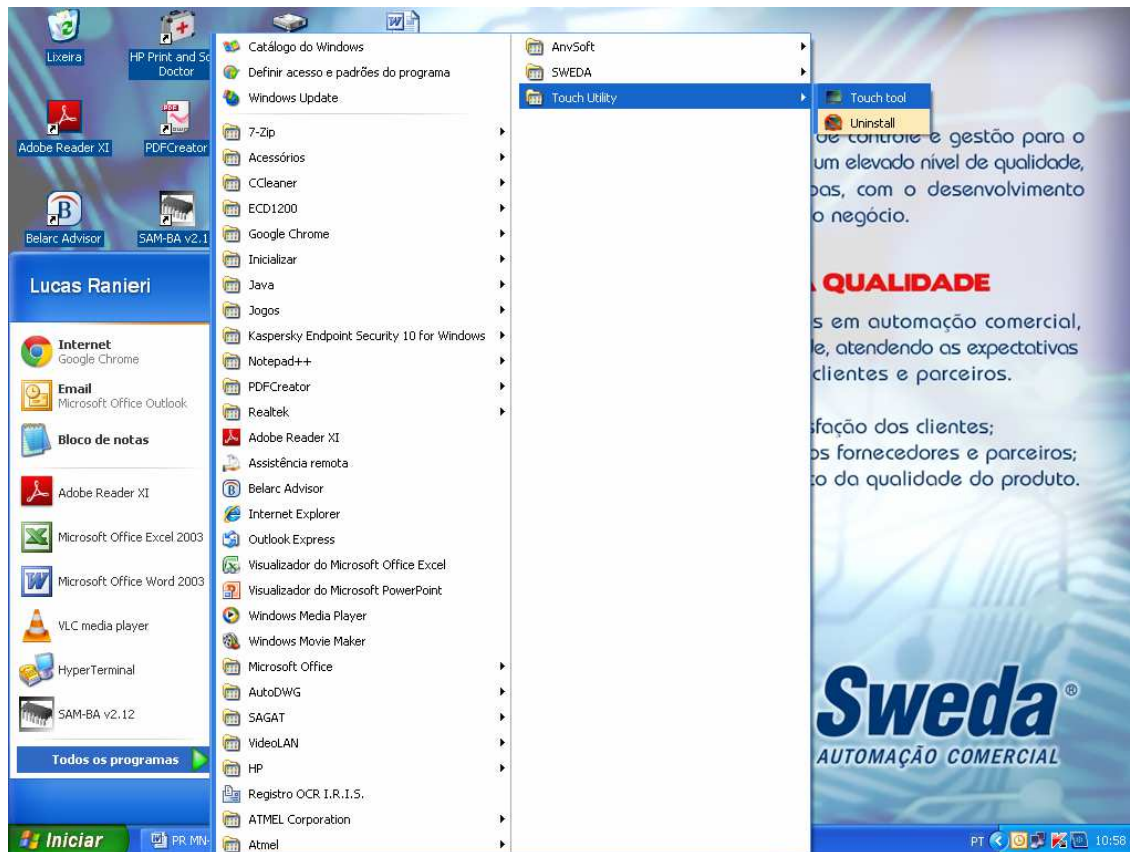 Lixeira
HP Print and Sc
Doctor
Adobe Reader XI
PDFCreator
Belarc Advisor
SAM-BA v2.1
Lucas Ranieri
Internet
Google Chrome
Email
Microsoft Office Outlook
Bloco de notas
Adobe Reader XI
Microsoft Office Excel 2003
Microsoft Office Word 2003
VLC media player
HyperTerminal
SAM-BA v2.12
Todos os programas
Iniciar
PR MN-
Catálogo do Windows
Definir acesso e padrões do programa
Windows Update
7-Zip
Acessórios
CCleaner
ECD1200
Google Chrome
Inicializar
Java
Jogos
Kaspersky Endpoint Security 10 for Windows
Notepad++
PDFCreator
Realtek
Adobe Reader XI
Assistência remota
Belarc Advisor
Internet Explorer
Outlook Express
Visualizador do Microsoft Office Excel
Visualizador do Microsoft PowerPoint
Windows Media Player
Windows Movie Maker
Microsoft Office
AutoDWG
SAGAT
VideoLAN
HP
Registro OCR I.R.I.S.
ATMEL Corporation
Atmel
AnvSoft
SWEDA
Touch Utility
Touch tool
Uninstall
de controle e gestão para o
um elevado nível de qualidade,
pas, com o desenvolvimento
o negócio.
A QUALIDADE
s em automação comercial,
le, atendendo as expectativas
clientes e parceiros.
sfação dos clientes;
os fornecedores e parceiros;
to da qualidade do produto.
Sweda®
AUTOMAÇÃO COMERCIAL
PT
10:58